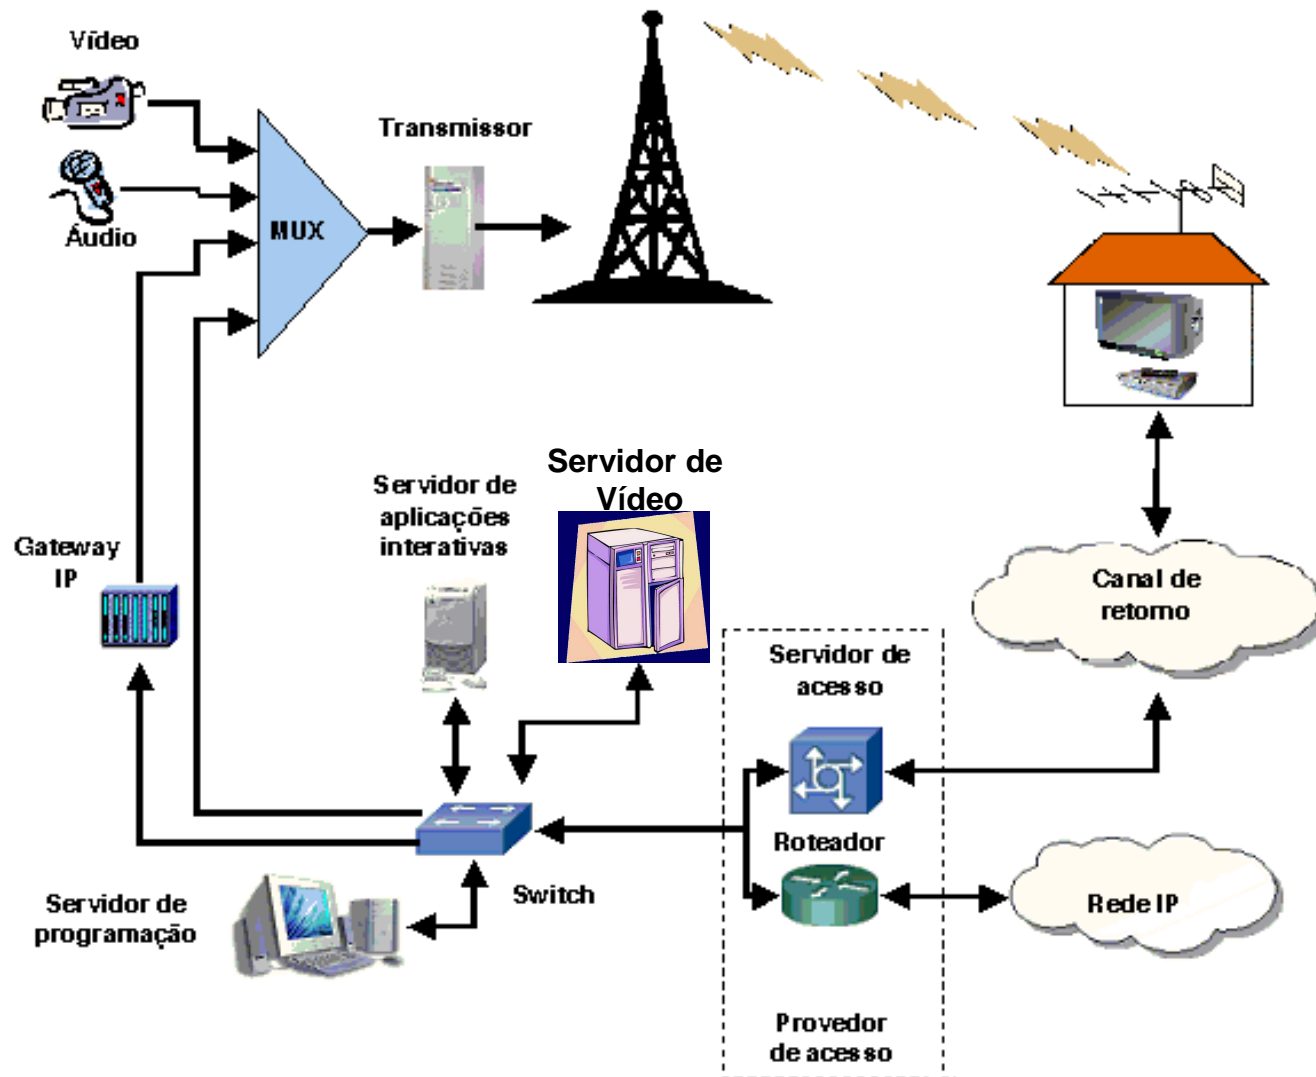 Vídeo
Transmissor
MUX
Áudio
Servidor de
Vídeo
Servidor de
aplicações
interativas
Gateway
IP
Canal de
retorno
Servidor de
acesso
Roteador
Switch
Servidor de
programação
Rede IP
Provedor
de acesso